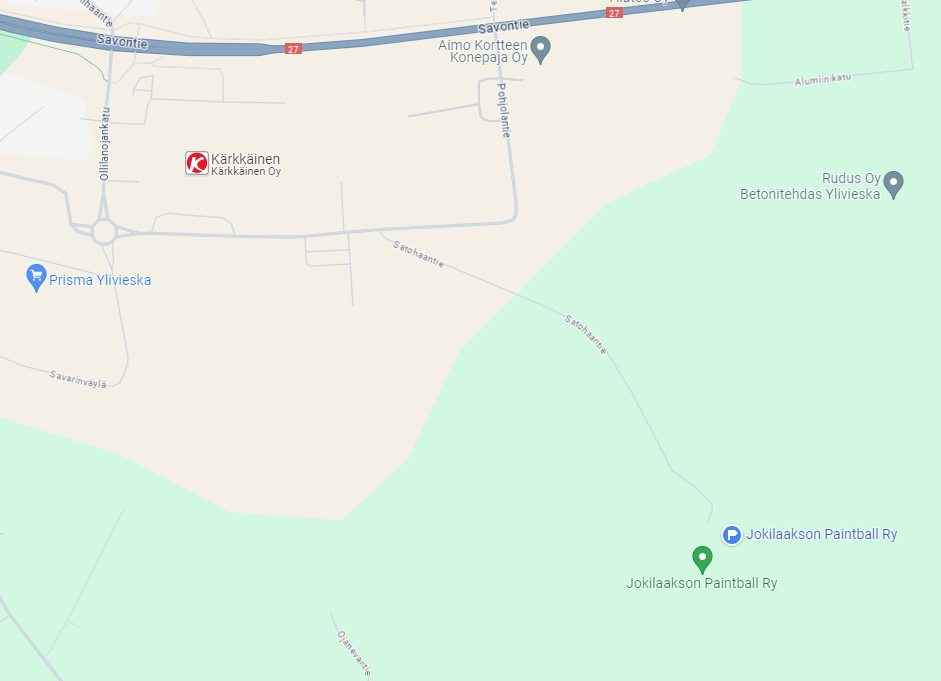 Savontie
27
Savontie
27
Aimo Kortteen
Konepaja Oy
Alumiinikatu
Pohjolantie
Ollilanojankatu
Kärkkäinen
Kärkkäinen Oy
Rudus Oy
Betonitehdas Ylivieska
Satohaantie
Prisma Ylivieska
Satohaantie
Savarinväylä
Jokilaakson Paintball Ry
Jokilaakson Paintball Ry
Ojanevantie